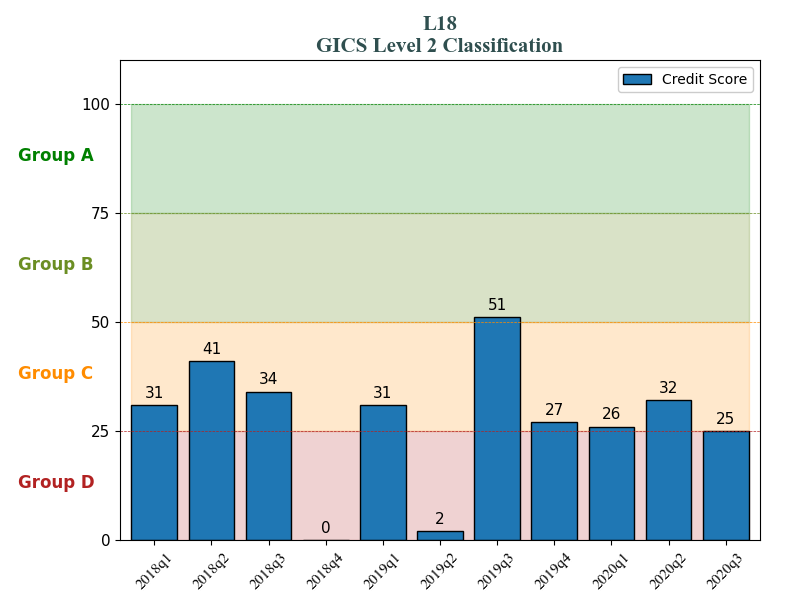 L18
GICS Level 2 Classification
Credit Score
100
Group A
75
Group B
50
Group C
25
Group D
0
31
41
34
0
31
2
51
27
26
32
25
2018q1
2018q2
2018q3
2018q4
2019q1
2019q2
2019q3
2019q4
2020q1
2020q2
2020q3